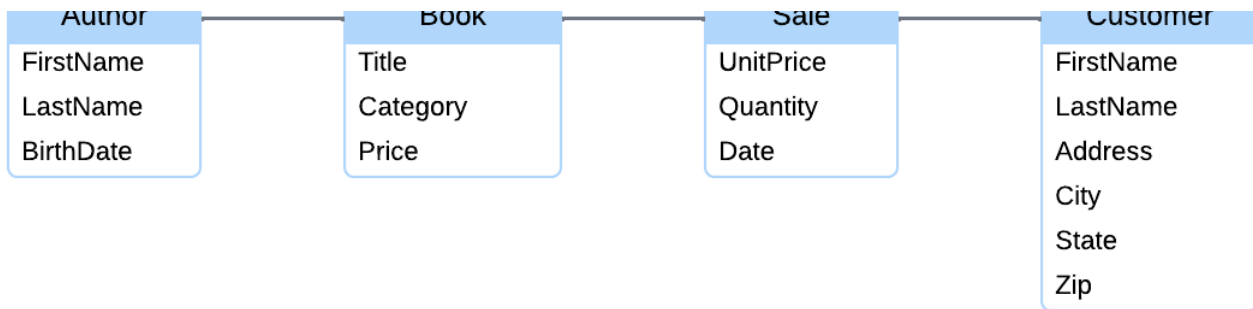 Author
FirstName
LastName
BirthDate
Book
Title
Category
Price
Sale
UnitPrice
Quantity
Date
Customer
FirstName
LastName
Address
City
State
Zip